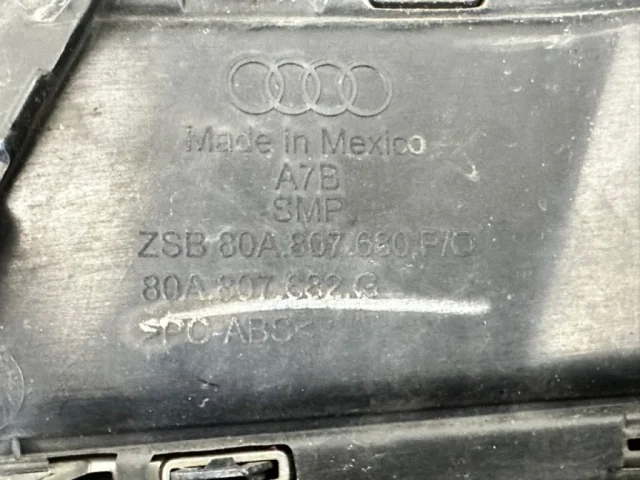 Made in Mexico
A7B
SMP
ZSB 80A.807.680.F/D
80A.807.682.G
>PC-ABS<